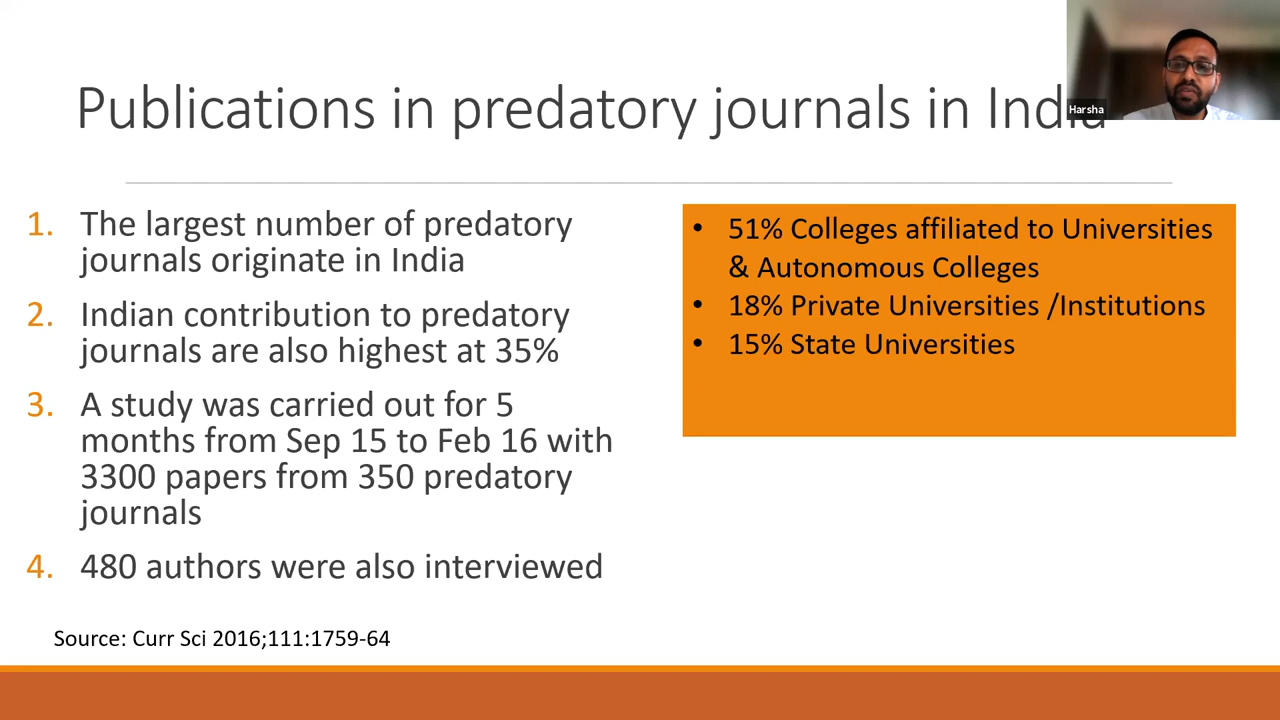 Publications in predatory journals in India
Harsha
1. The largest number of predatory
journals originate in India
2. Indian contribution to predatory
journals are also highest at 35%
3. A study was carried out for 5
months from Sep 15 to Feb 16 with
3300 papers from 350 predatory
journals
4. 480 authors were also interviewed
• 51% Colleges affiliated to Universities
& Autonomous Colleges
• 18% Private Universities /Institutions
• 15% State Universities
Source: Curr Sci 2016;111:1759-64